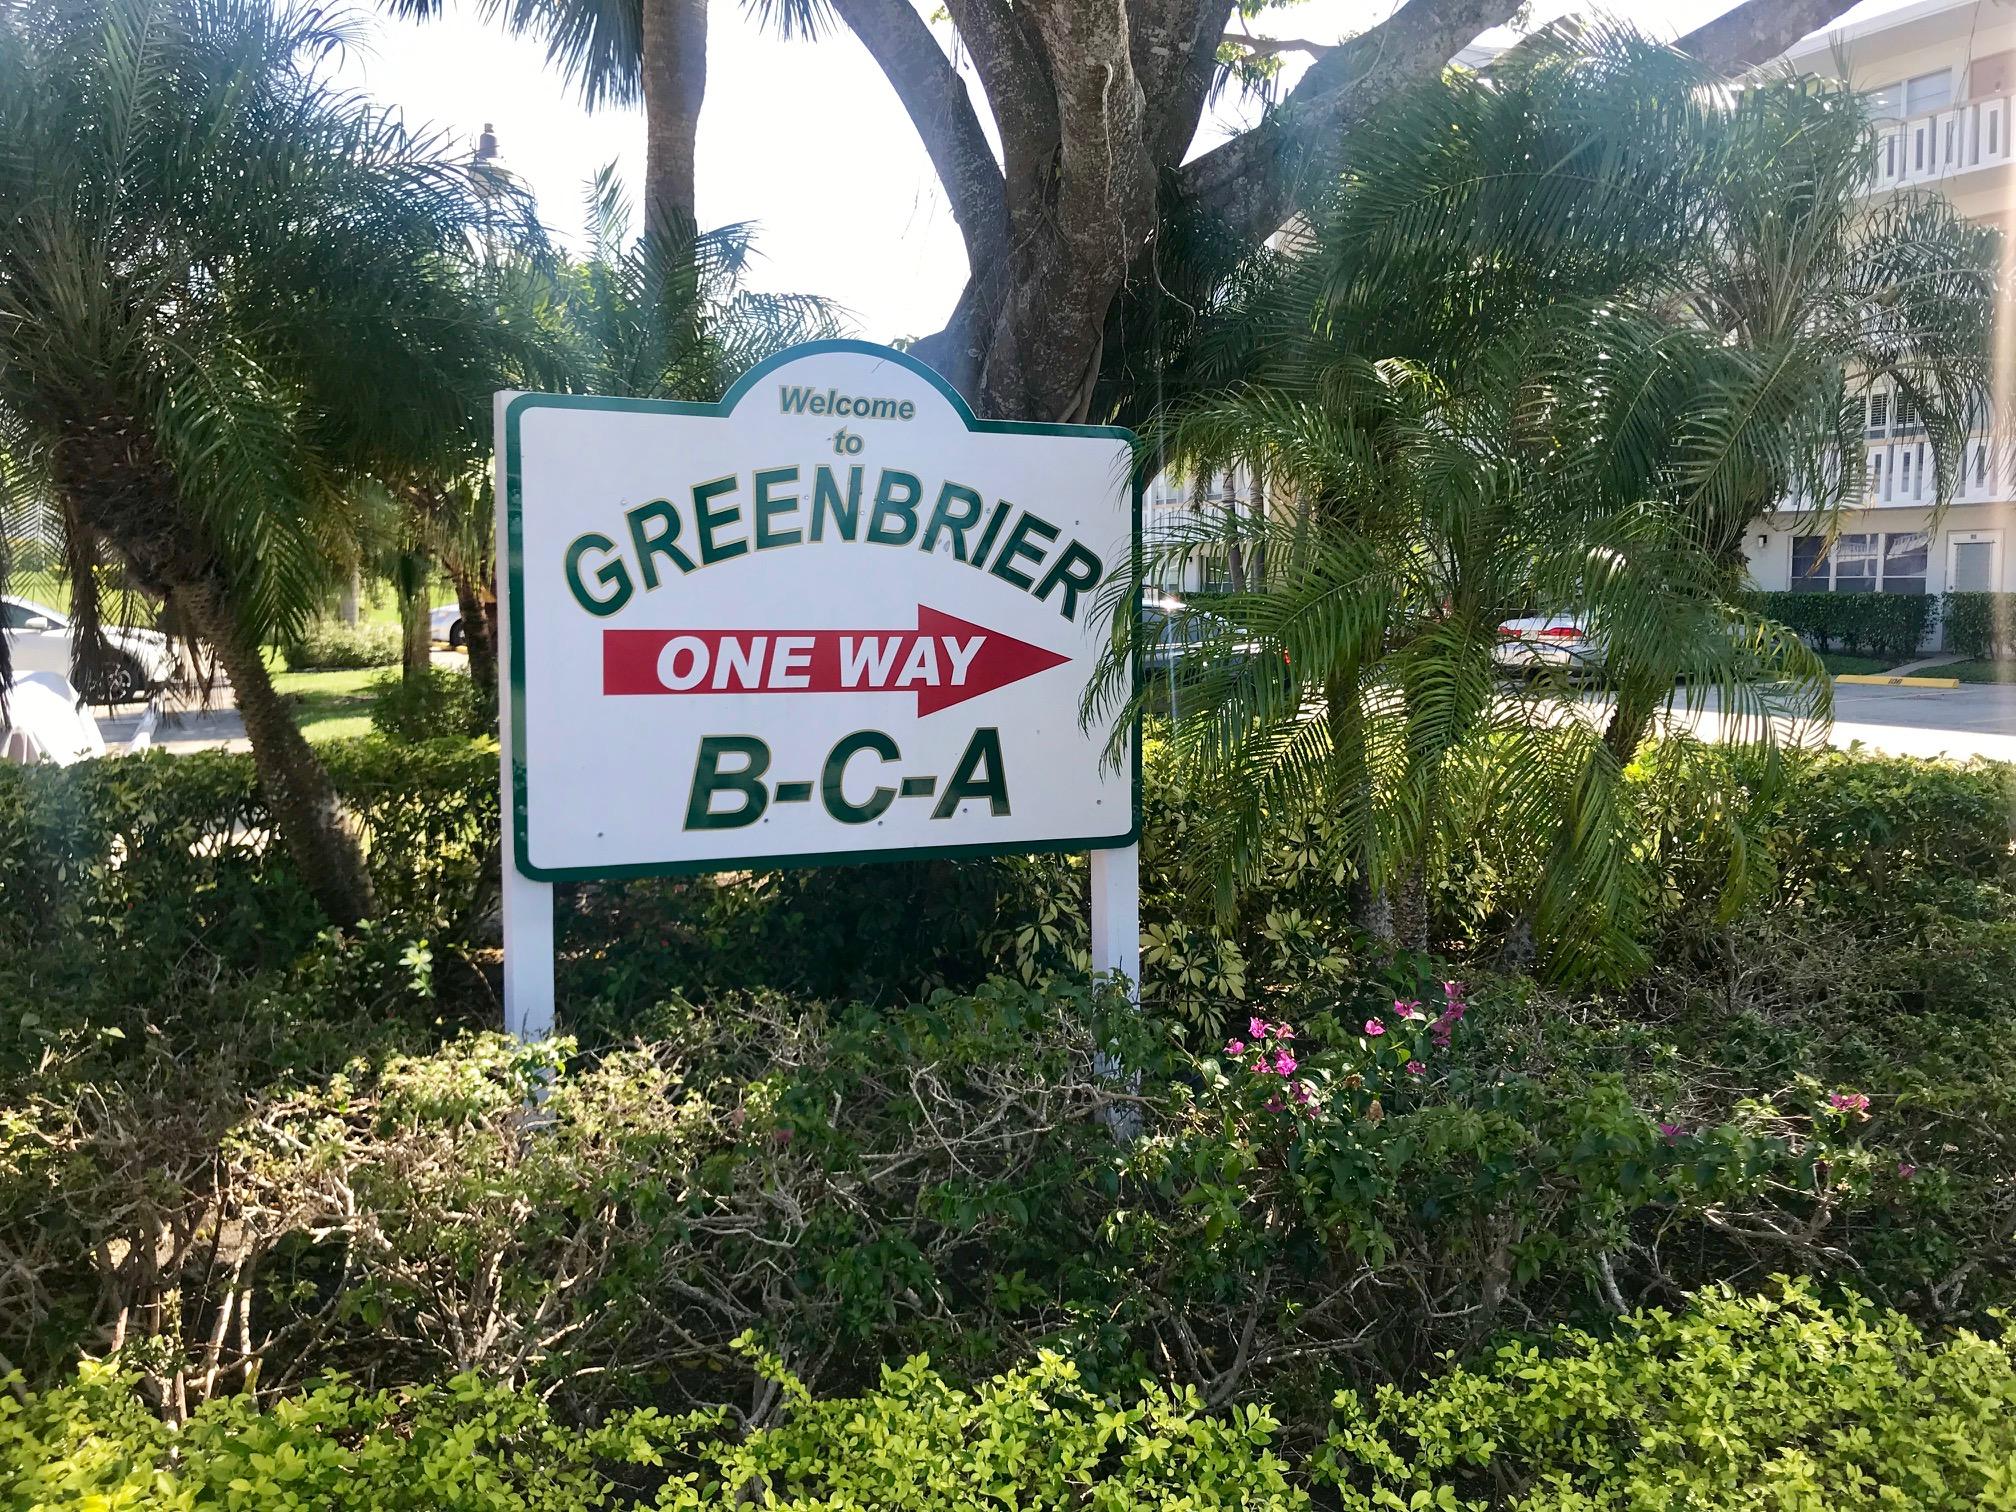 Welcome
to
GREENBRIER
ONE WAY
B-C-A